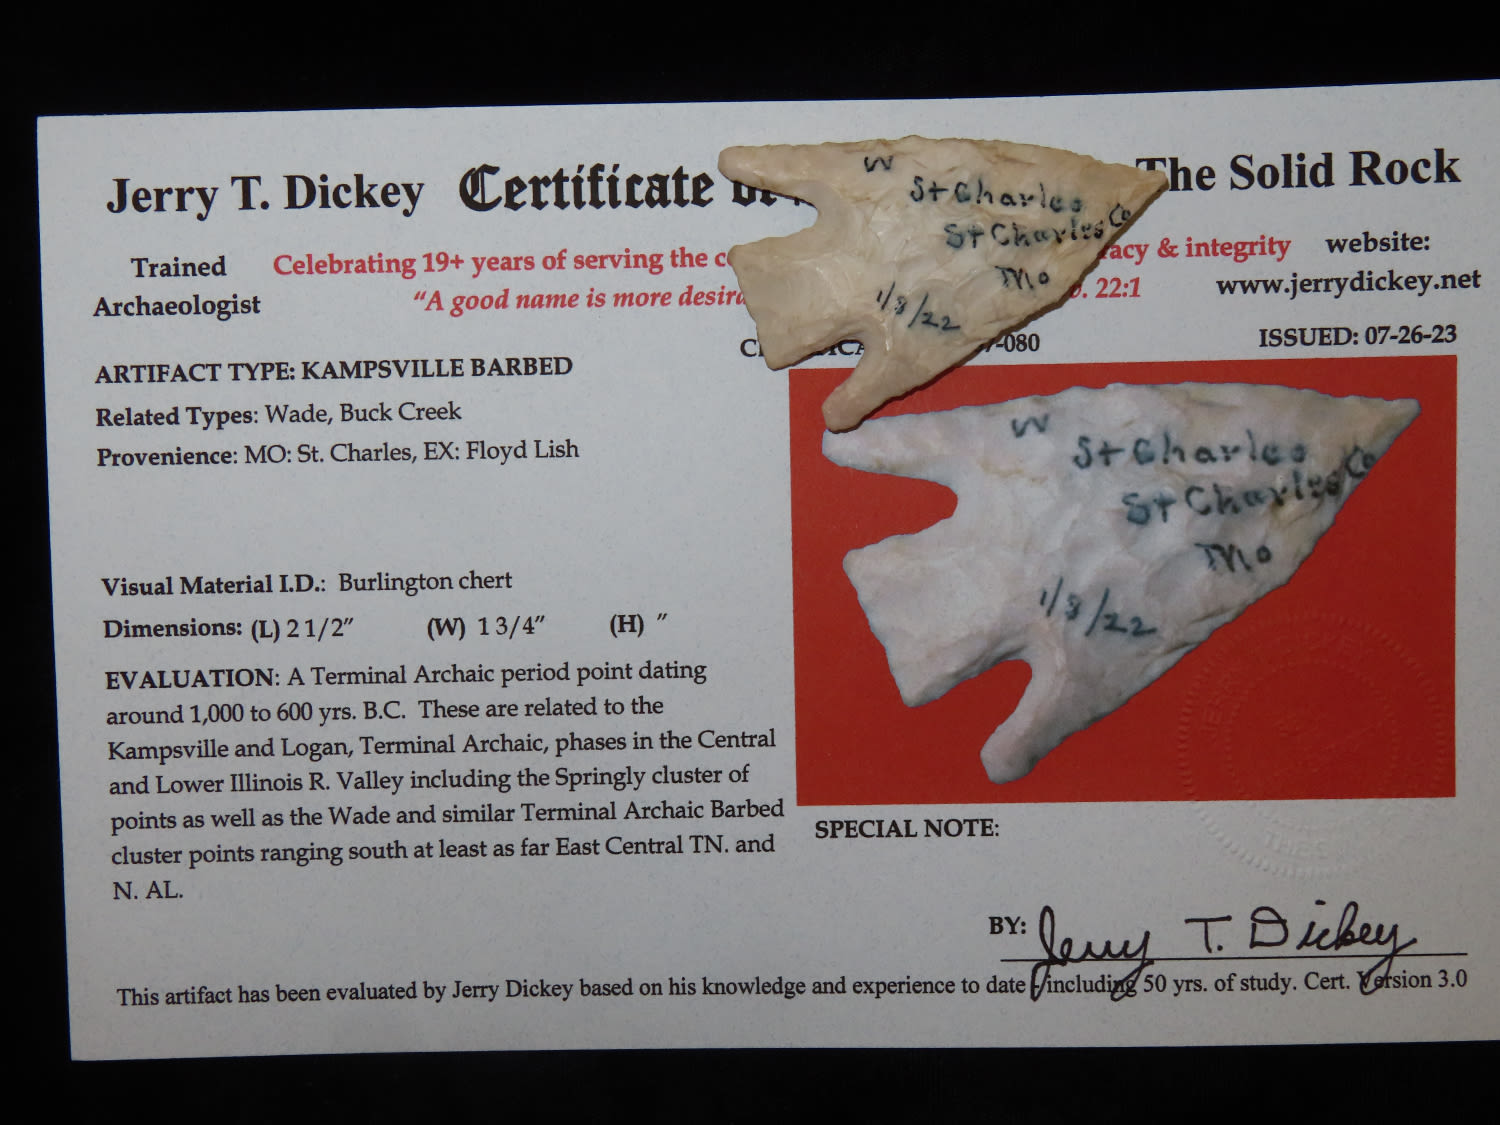 Jerry T. Dickey Certificate of The Solid Rock
Trained Archaeologist
Celebrating 19+ years of serving the & integrity
"A good name is more 22:1
website:
www.jerrydickey.net
-080
ISSUED: 07-26-23
W
St Charles
St Charles Co
Mo
1/8/22
ARTIFACT TYPE: KAMPSVILLE BARBED
Related Types: Wade, Buck Creek
Provenience: MO: St. Charles, EX: Floyd Lish
Visual Material I.D.: Burlington chert
Dimensions: (L) 2 1/2" (W) 1 3/4" (H) "
EVALUATION: A Terminal Archaic period point dating
around 1,000 to 600 yrs. B.C. These are related to the
Kampsville and Logan, Terminal Archaic, phases in the Central
and Lower Illinois R. Valley including the Springly cluster of
points as well as the Wade and similar Terminal Archaic Barbed
cluster points ranging south at least as far East Central TN. and
N. AL.
W
St Charles
St Charles Co
Mo
1/8/22
SPECIAL NOTE:
BY: Jerry T. Dickey
This artifact has been evaluated by Jerry Dickey based on his knowledge and experience to date - including 50 yrs. of study. Cert. Version 3.0